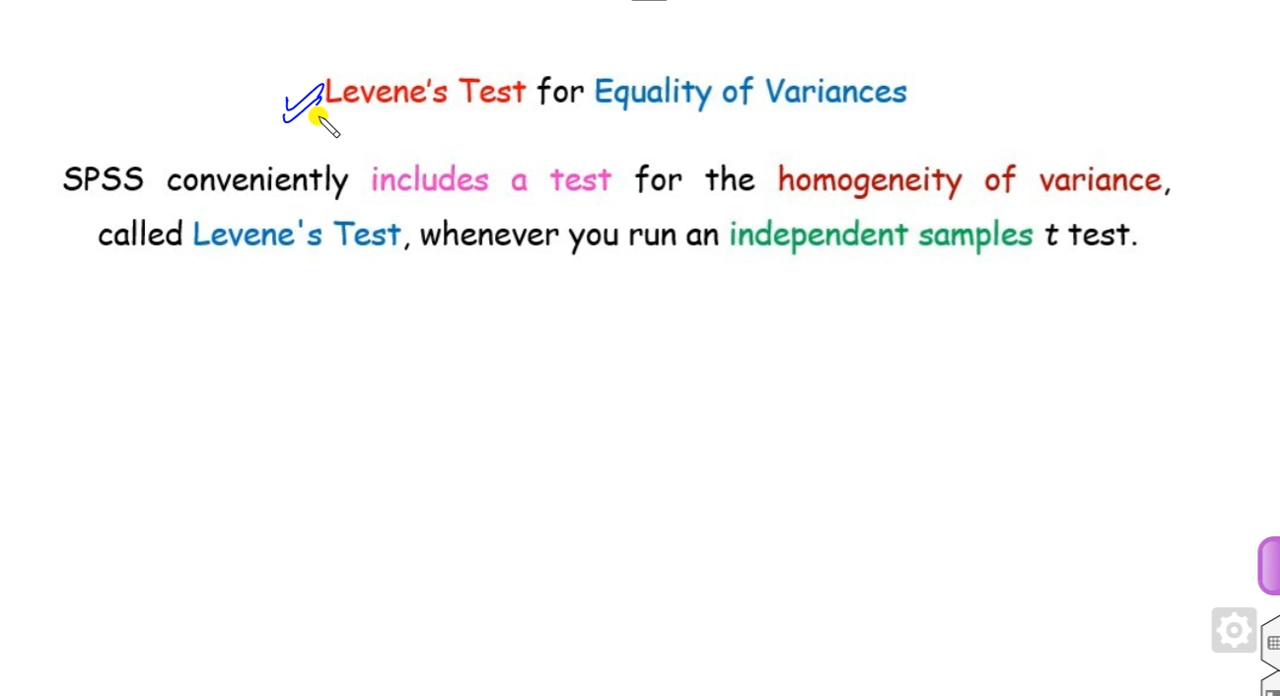 Levene's Test for Equality of Variances
SPSS conveniently includes a test for the homogeneity of variance,
called Levene's Test, whenever you run an independent samples t test.